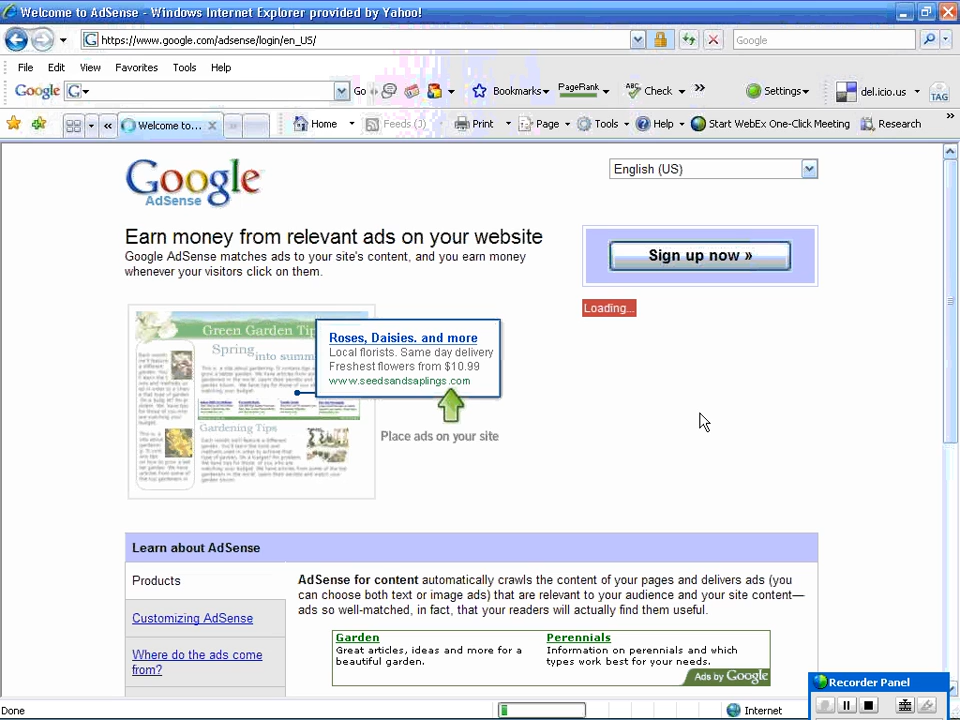 Welcome to AdSense - Windows Internet Explorer provided by Yahoo!
https://www.google.com/adsense/login/en_US/
Google
File Edit View Favorites Tools Help
Google G Go Bookmarks PageRank Check » Settings del.icio.us TAG
« Welcome to... » Home Feeds (J) Print Page Tools Help Start WebEx One-Click Meeting Research »
Google
AdSense
English (US)
Earn money from relevant ads on your website
Google AdSense matches ads to your site's content, and you earn money
whenever your visitors click on them.
Sign up now »
Loading...
Green Garden Tip
Spring
into summ
Roses, Daisies. and more
Local florists. Same day delivery
Freshest flowers from $10.99
www.seedsandsaplings.com
Gardening Tips
Place ads on your site
Learn about AdSense
Products
Customizing AdSense
Where do the ads come
from?
AdSense for content automatically crawls the content of your pages and delivers ads (you
can choose both text or image ads) that are relevant to your audience and your site content—
ads so well-matched, in fact, that your readers will actually find them useful.
Garden
Great articles, ideas and more for a
beautiful garden.
Perennials
Information on perennials and which
types work best for your needs.
Ads by Google
Recorder Panel
Done
Internet